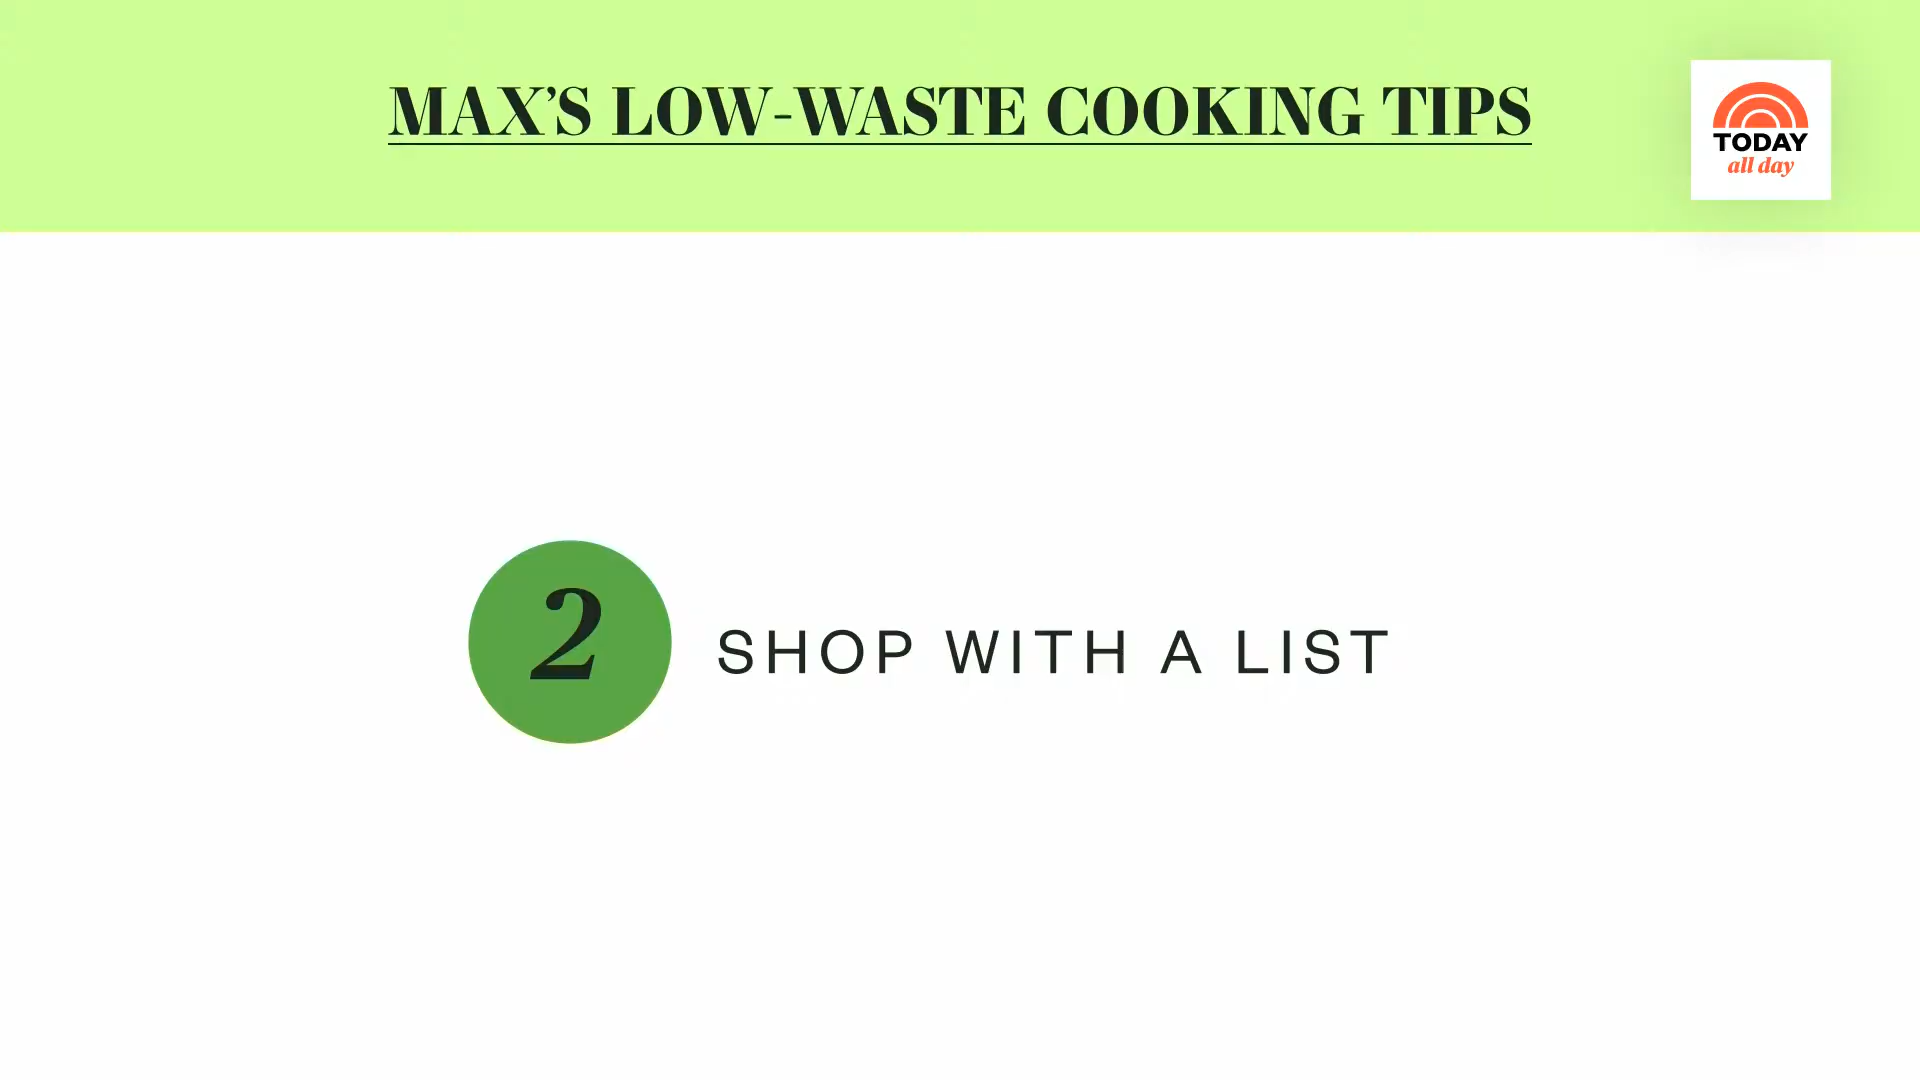 MAX’S LOW-WASTE COOKING TIPS
TODAY
all day
2
SHOP WITH A LIST